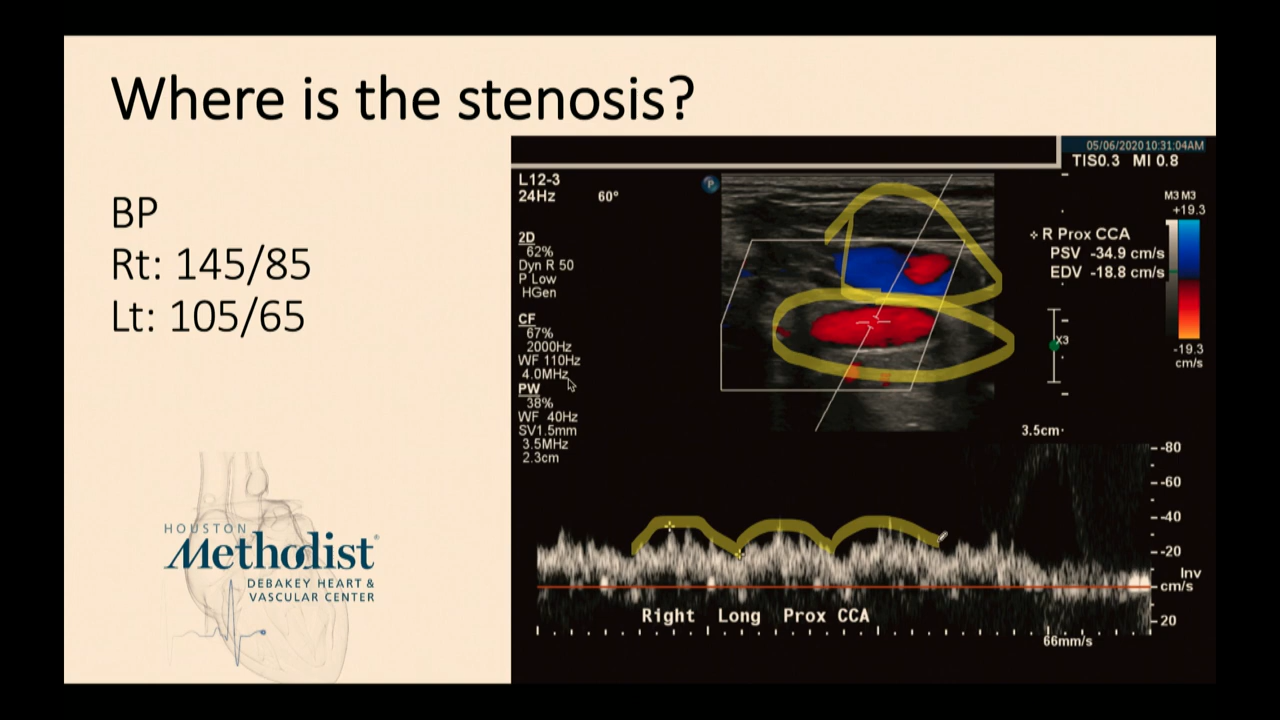 Where is the stenosis?
BP
Rt: 145/85
Lt: 105/65
HOUSTON
Methodist®
DEBAKEY HEART &
VASCULAR CENTER
05/06/2020 10:31:04AM
TIS0.3 MI 0.8
L12-3
24Hz 60°
P
2D
62%
Dyn R 50
P Low
HGen
CF
67%
2000Hz
WF 110Hz
4.0MHz
PW
38%
WF 40Hz
SV1.5mm
3.5MHz
2.3cm
M3 M3
+19.3
R Prox CCA
PSV -34.9 cm/s
EDV -18.8 cm/s
x3
-19.3
cm/s
3.5cm
-80
-60
-40
-20
Inv
cm/s
20
Right Long Prox CCA
66mm/s